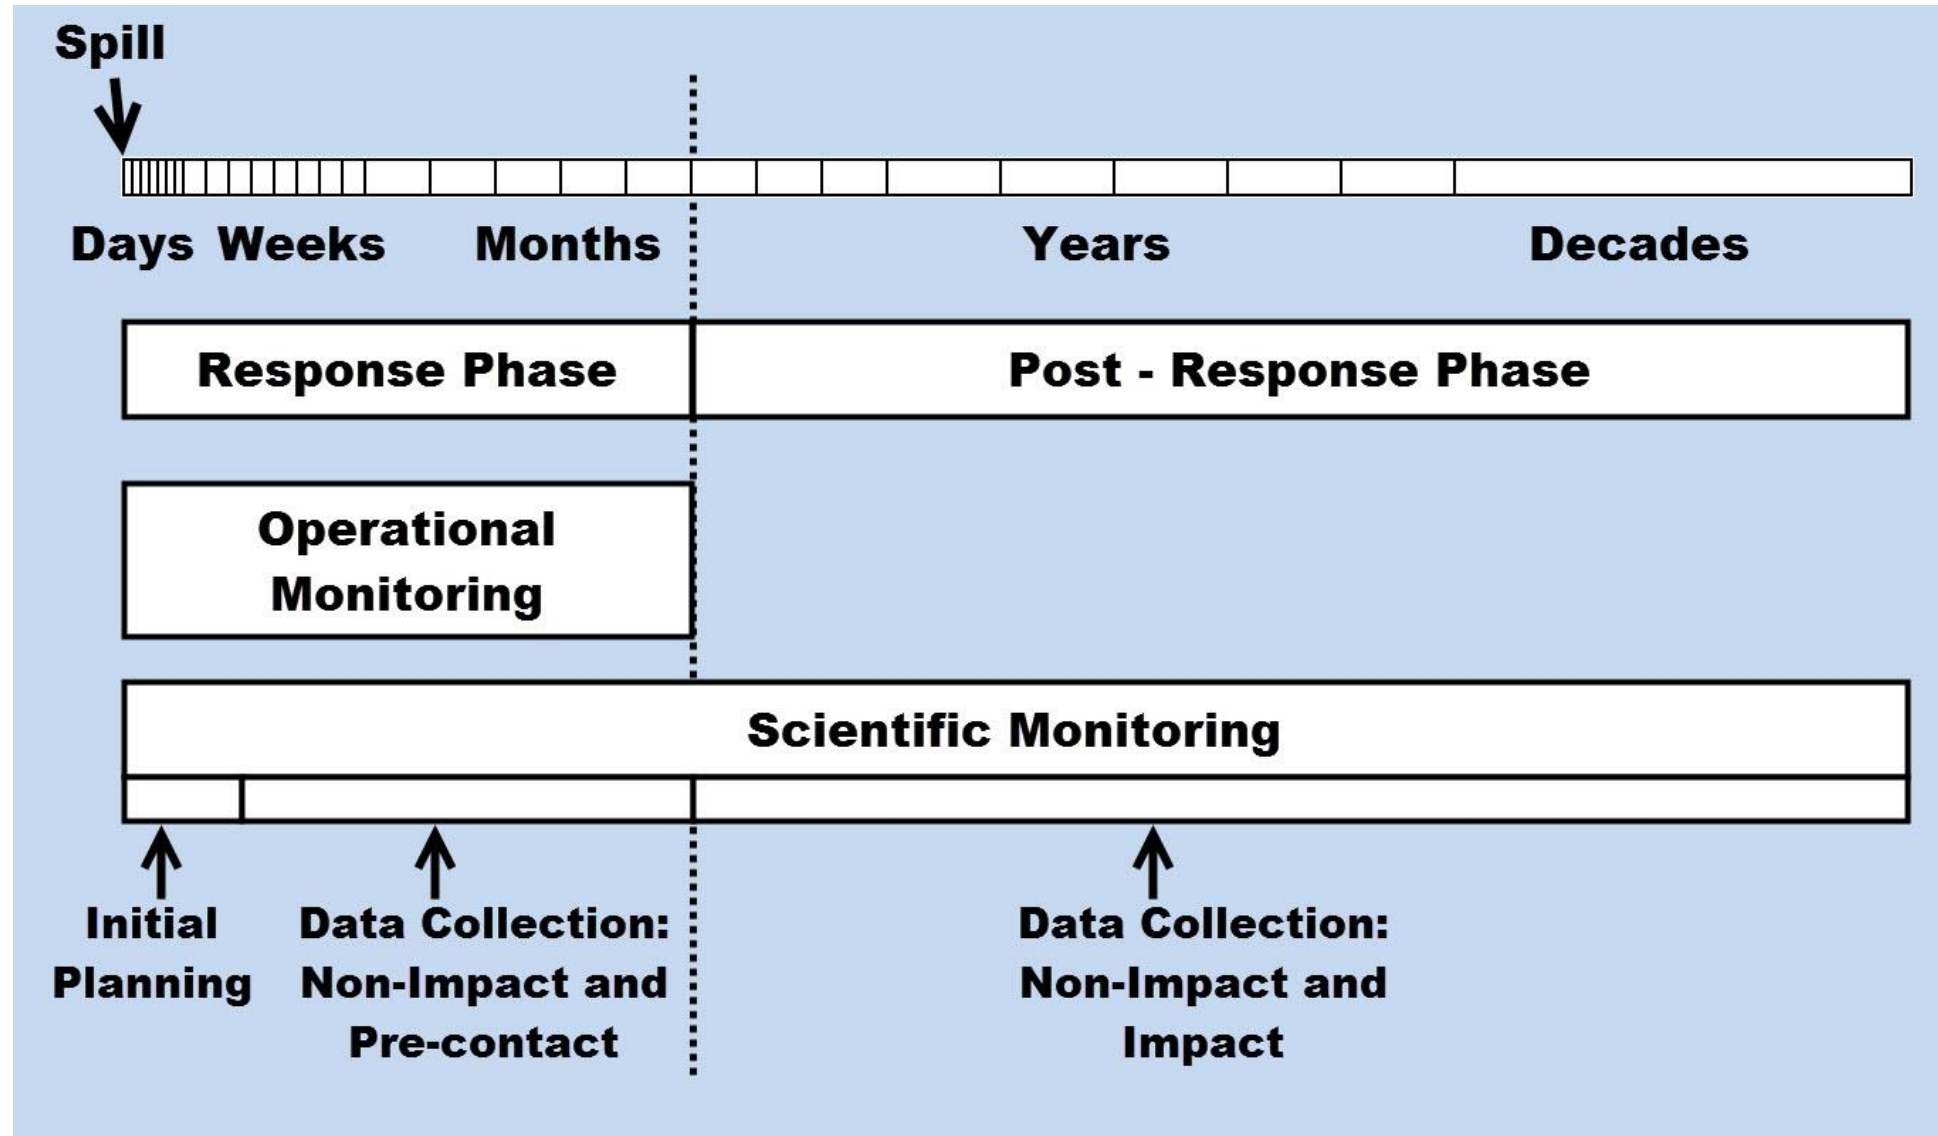 Spill
Days Weeks Months Years Decades
Response Phase
Post - Response Phase
Operational
Monitoring
Scientific Monitoring
Initial
Planning
Data Collection:
Non-Impact and
Pre-contact
Data Collection:
Non-Impact and
Impact